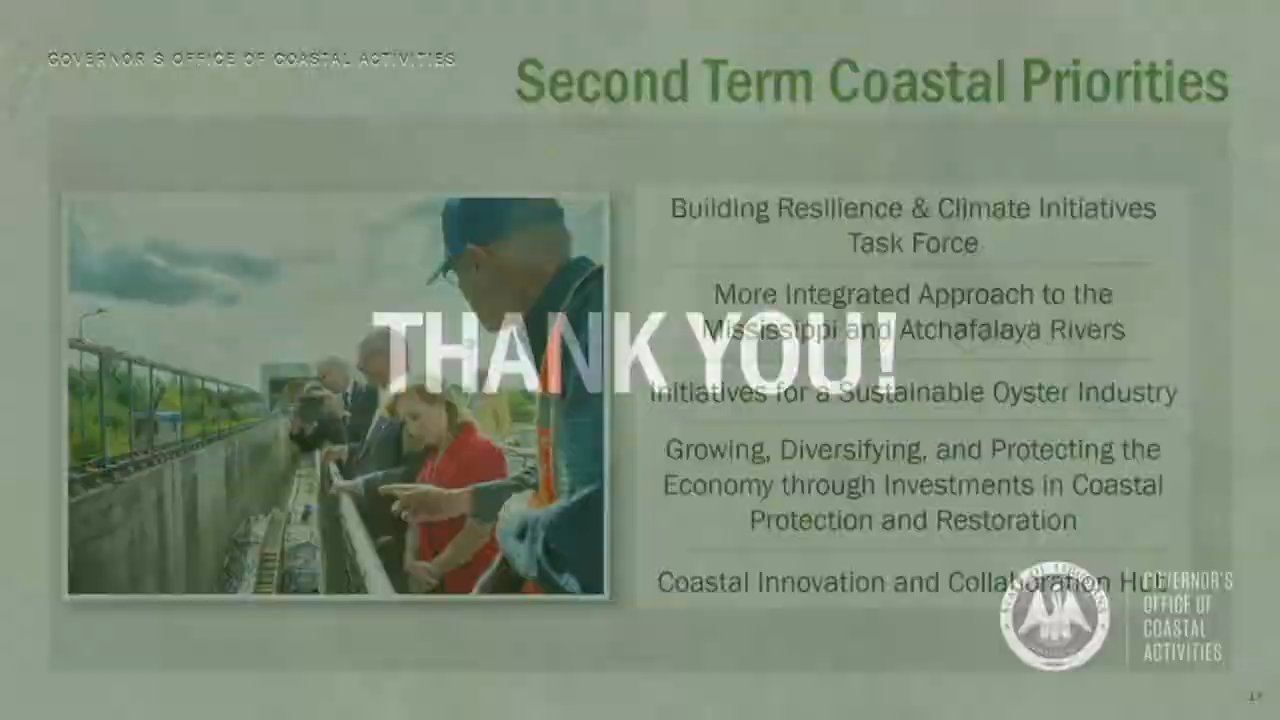 GOVERNOR'S OFFICE OF COASTAL ACTIVITIES
Second Term Coastal Priorities
Building Resilience & Climate Initiatives
Task Force
More Integrated Approach to the
Mississippi and Atchafalaya Rivers
THANK YOU!
Initiatives for a Sustainable Oyster Industry
Growing, Diversifying, and Protecting the
Economy through Investments in Coastal
Protection and Restoration
Coastal Innovation and Collaboration Hub
GOVERNOR'S
OFFICE OF
COASTAL
ACTIVITIES